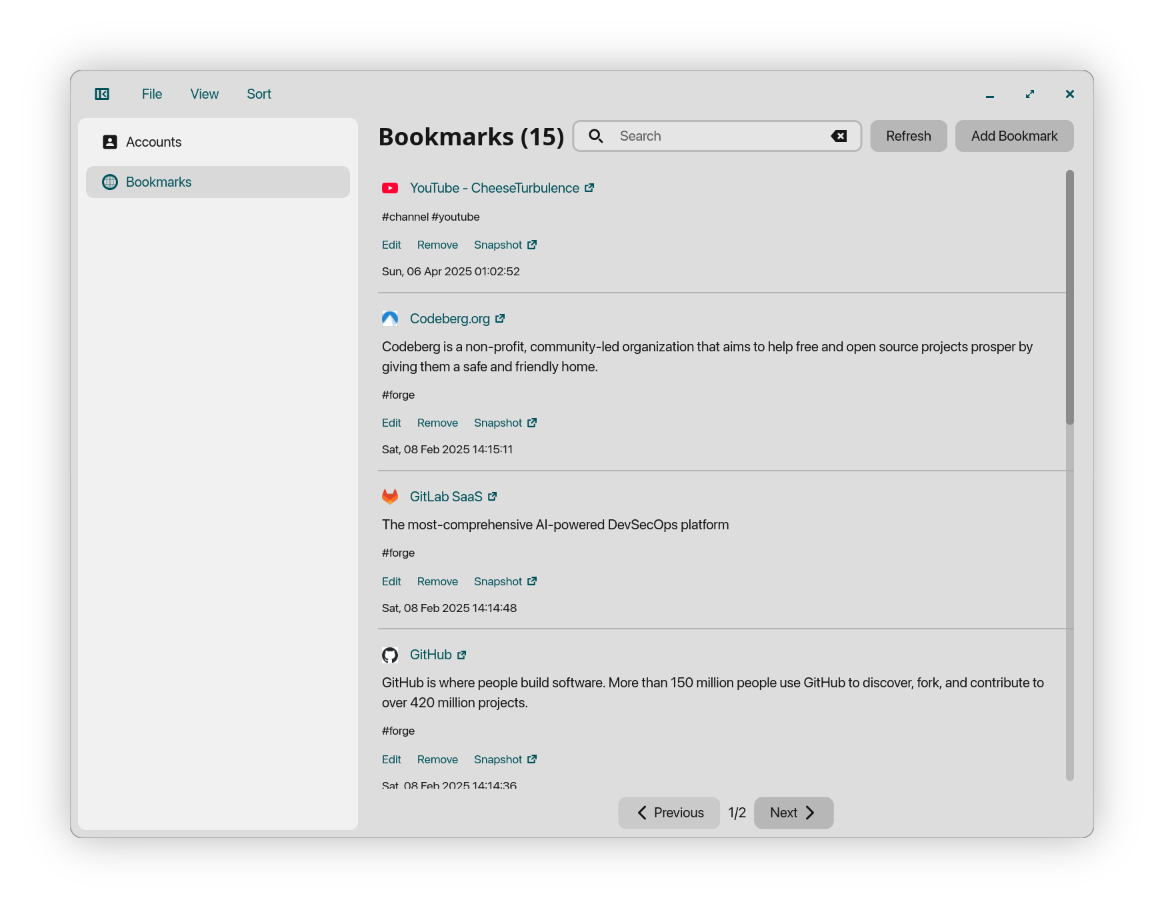 File View Sort
Accounts
Bookmarks
Bookmarks (15) Search Refresh Add Bookmark
YouTube - CheeseTurbulence
#channel #youtube
Edit Remove Snapshot
Sun, 06 Apr 2025 01:02:52
Codeberg.org
Codeberg is a non-profit, community-led organization that aims to help free and open source projects prosper by
giving them a safe and friendly home.
#forge
Edit Remove Snapshot
Sat, 08 Feb 2025 14:15:11
GitLab SaaS
The most-comprehensive AI-powered DevSecOps platform
#forge
Edit Remove Snapshot
Sat, 08 Feb 2025 14:14:48
GitHub
GitHub is where people build software. More than 150 million people use GitHub to discover, fork, and contribute to
over 420 million projects.
#forge
Edit Remove Snapshot
Sat, 08 Feb 2025 14:14:36
Previous 1/2 Next